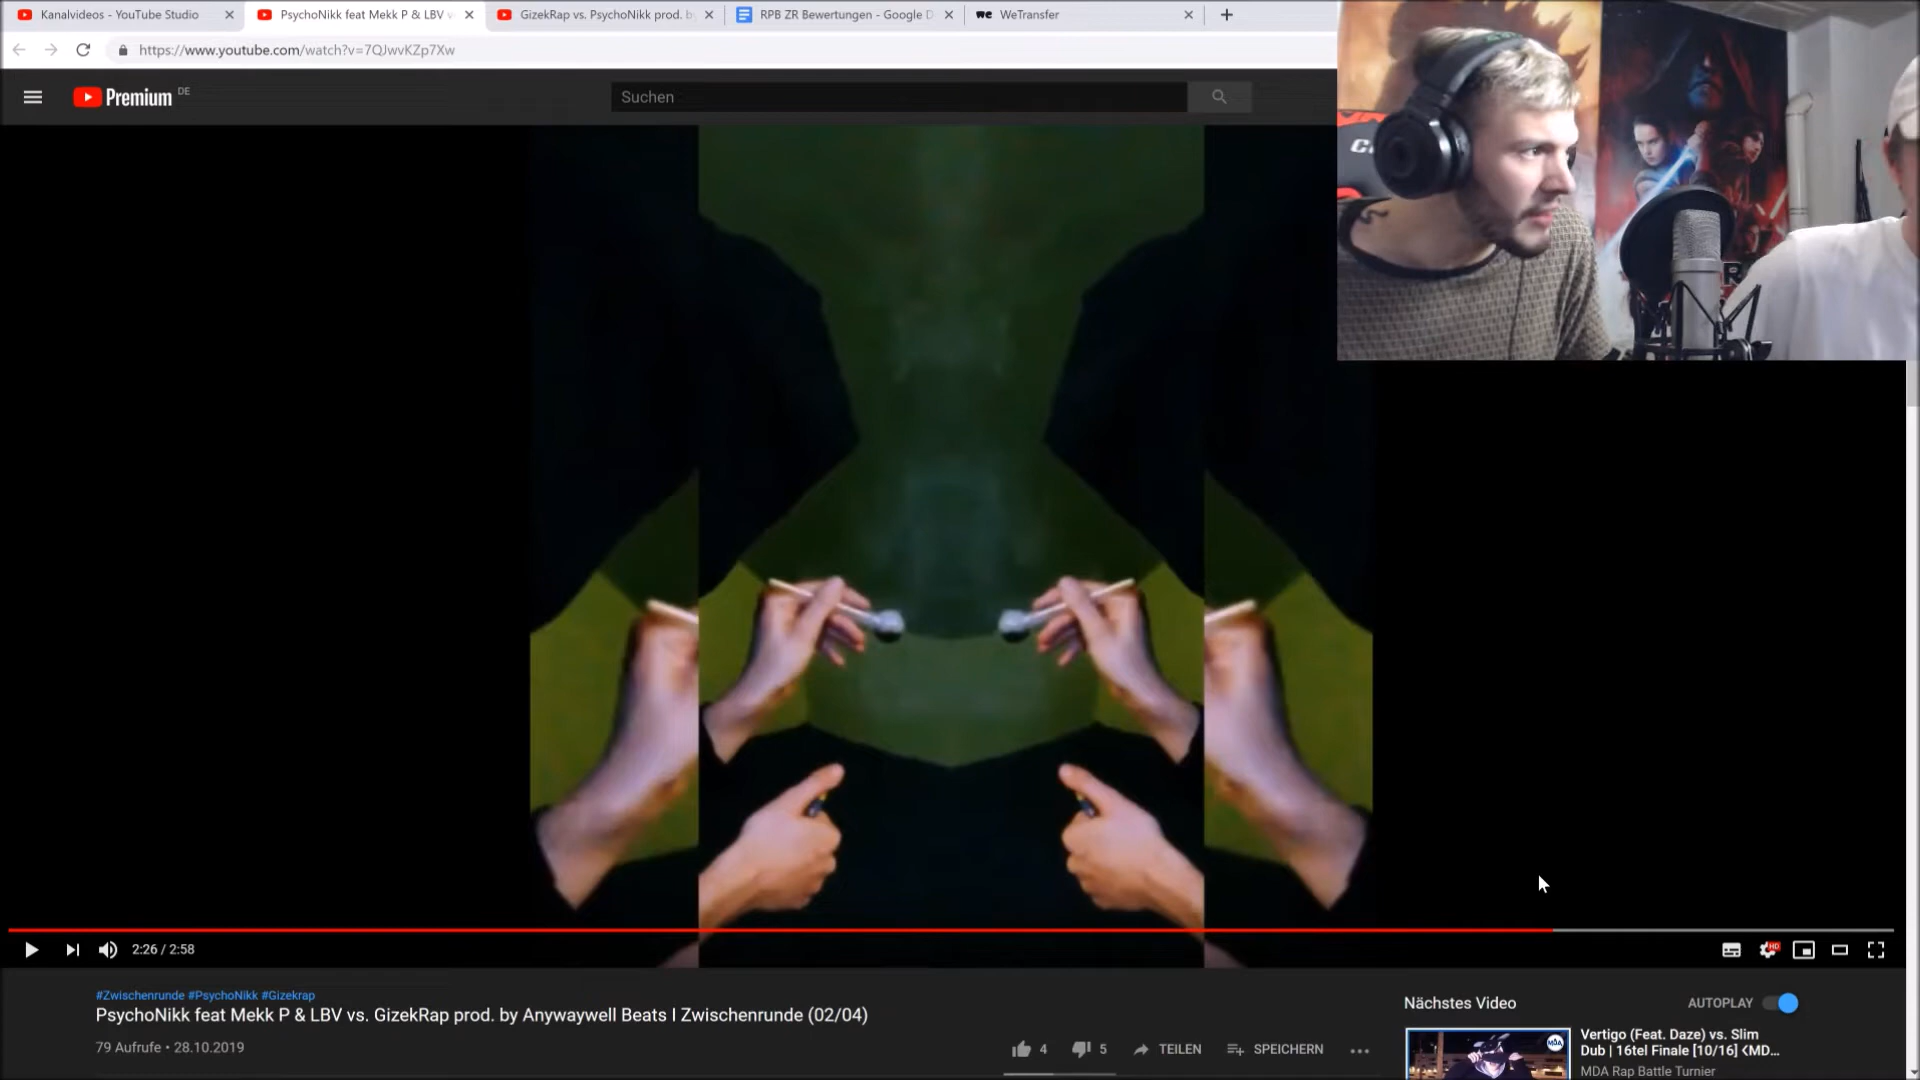 Kanalvideos - YouTube Studio
PsychoNikk feat Mekk P & LBV
GizekRap vs. PsychoNikk prod.
RPB ZR Bewertungen - Google D
we WeTransfer
https://www.youtube.com/watch?v=7QJwvKZp7Xw
Premium DE
Suchen
2:26 / 2:58
HD
#Zwischenrunde #PsychoNikk #Gizekrap
PsychoNikk feat Mekk P & LBV vs. GizekRap prod. by Anywaywell Beats I Zwischenrunde (02/04)
79 Aufrufe • 28.10.2019
4
5
TEILEN
SPEICHERN
Nächstes Video
AUTOPLAY
Vertigo (Feat. Daze) vs. Slim
Dub | 16tel Finale [10/16] ❮MD...
MDA Rap Battle Turnier
MDA